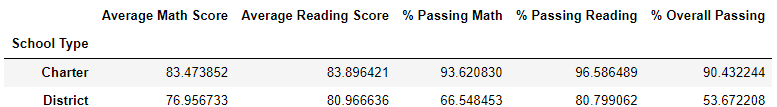 Average Math Score Average Reading Score % Passing Math % Passing Reading % Overall Passing
School Type
Charter 83.473852 83.896421 93.620830 96.586489 90.432244
District 76.956733 80.966636 66.548453 80.799062 53.672208